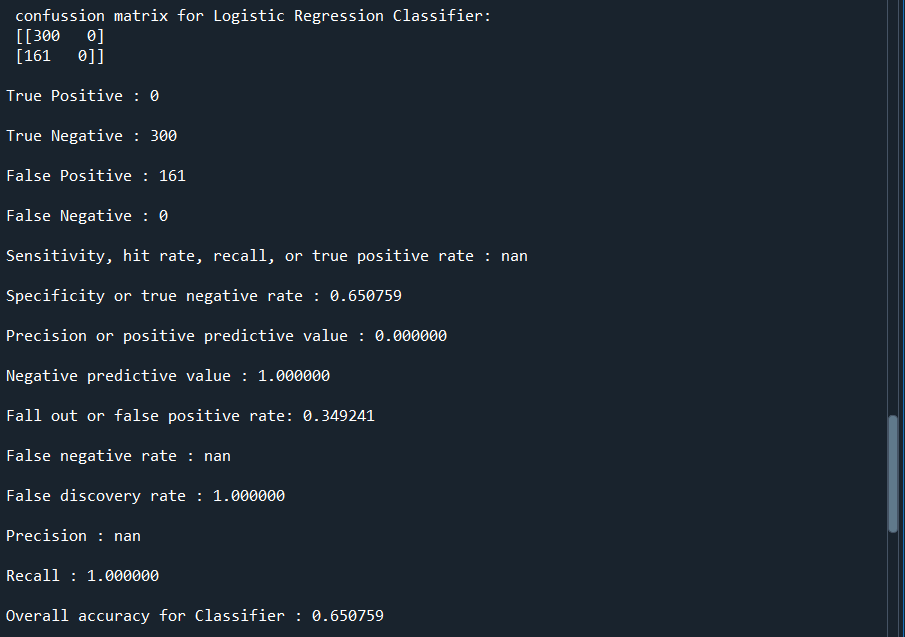 confussion matrix for Logistic Regression Classifier:
[[300   0]
[161   0]]
True Positive : 0
True Negative : 300
False Positive : 161
False Negative : 0
Sensitivity, hit rate, recall, or true positive rate : nan
Specificity or true negative rate : 0.650759
Precision or positive predictive value : 0.000000
Negative predictive value : 1.000000
Fall out or false positive rate: 0.349241
False negative rate : nan
False discovery rate : 1.000000
Precision : nan
Recall : 1.000000
Overall accuracy for Classifier : 0.650759